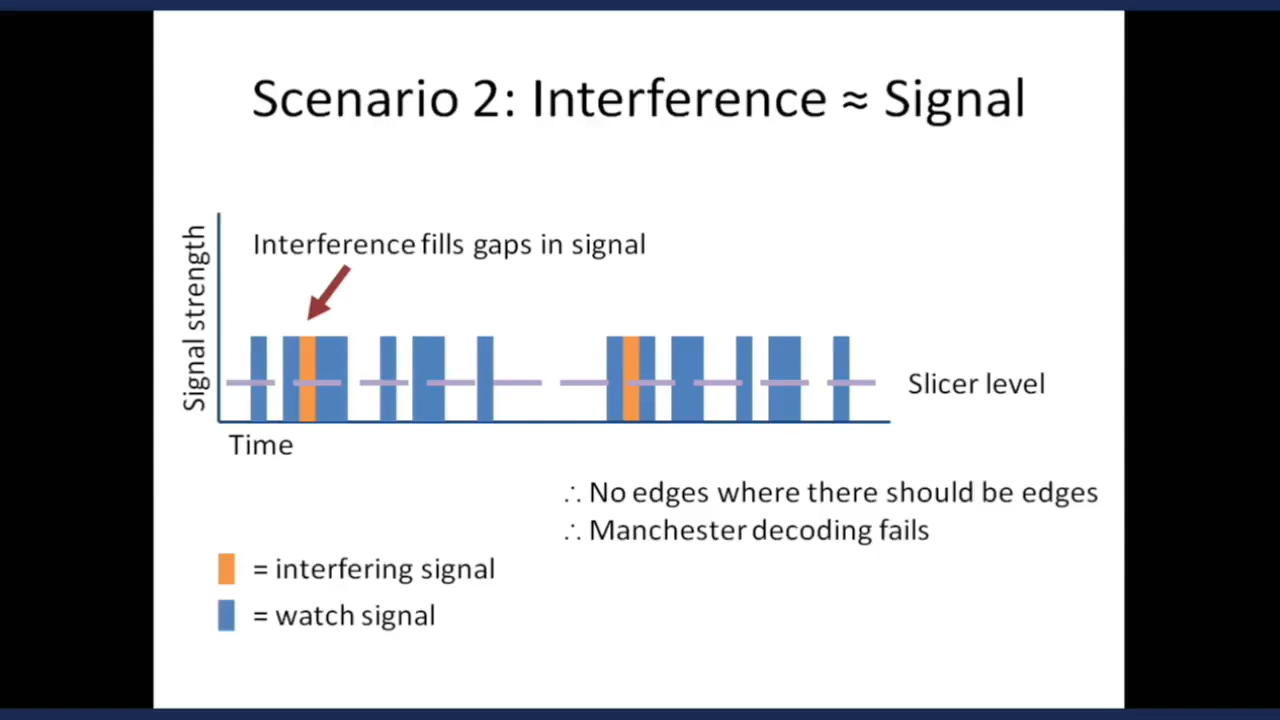 Scenario 2: Interference ≈ Signal
Interference fills gaps in signal
Signal strength
Slicer level
Time
∴ No edges where there should be edges
∴ Manchester decoding fails
= interfering signal
= watch signal